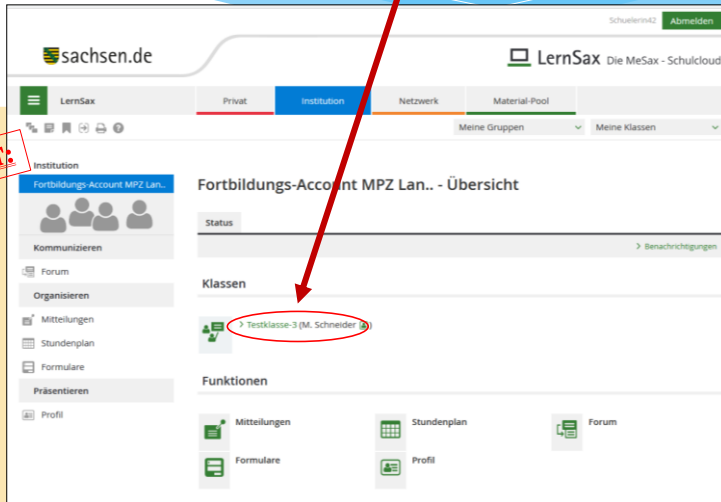 Schuelerin42 Abmelden
sachsen.de
LernSax Die MeSax - Schulcloud
LernSax Privat Institution Netzwerk Material-Pool
Meine Gruppen Meine Klassen
Institution
Fortbildungs-Account MPZ Lan..
Kommunizieren
Forum
Organisieren
Mitteilungen
Stundenplan
Formulare
Präsentieren
Profil
Fortbildungs-Account MPZ Lan.. - Übersicht
Status
> Benachrichtigungen
Klassen
> Testklasse-3 (M. Schneider)
Funktionen
Mitteilungen Stundenplan Forum
Formulare Profil